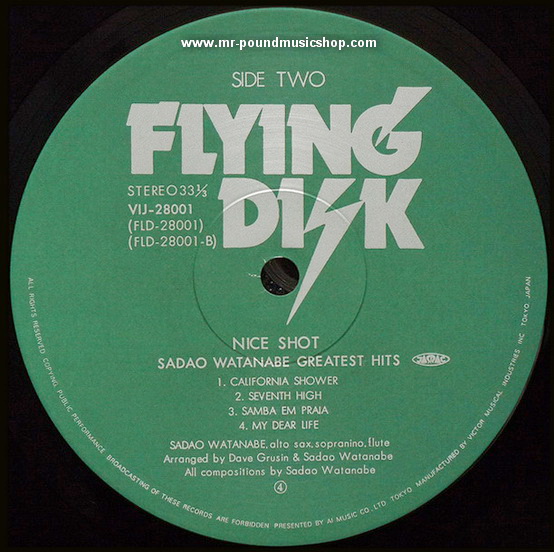 www.mr-poundmusicshop.com
SIDE TWO
FLYING
DISK
STEREO 33⅓
VIJ-28001
(FLD-28001)
(FLD-28001-B)
NICE SHOT
SADAO WATANABE GREATEST HITS JASRAC
1. CALIFORNIA SHOWER
2. SEVENTH HIGH
3. SAMBA EM PRAIA
4. MY DEAR LIFE
SADAO WATANABE, alto sax, sopranino, flute
Arranged by Dave Grusin & Sadao Watanabe
All compositions by Sadao Watanabe
④
ALL RIGHTS RESERVED COPYING, PUBLIC PERFORMANCE, BROADCASTING OF THESE RECORDS ARE FORBIDDEN PRESENTED BY AI MUSIC CO., LTD. TOKYO MANUFACTURED BY VICTOR MUSICAL INDUSTRIES INC. TOKYO JAPAN